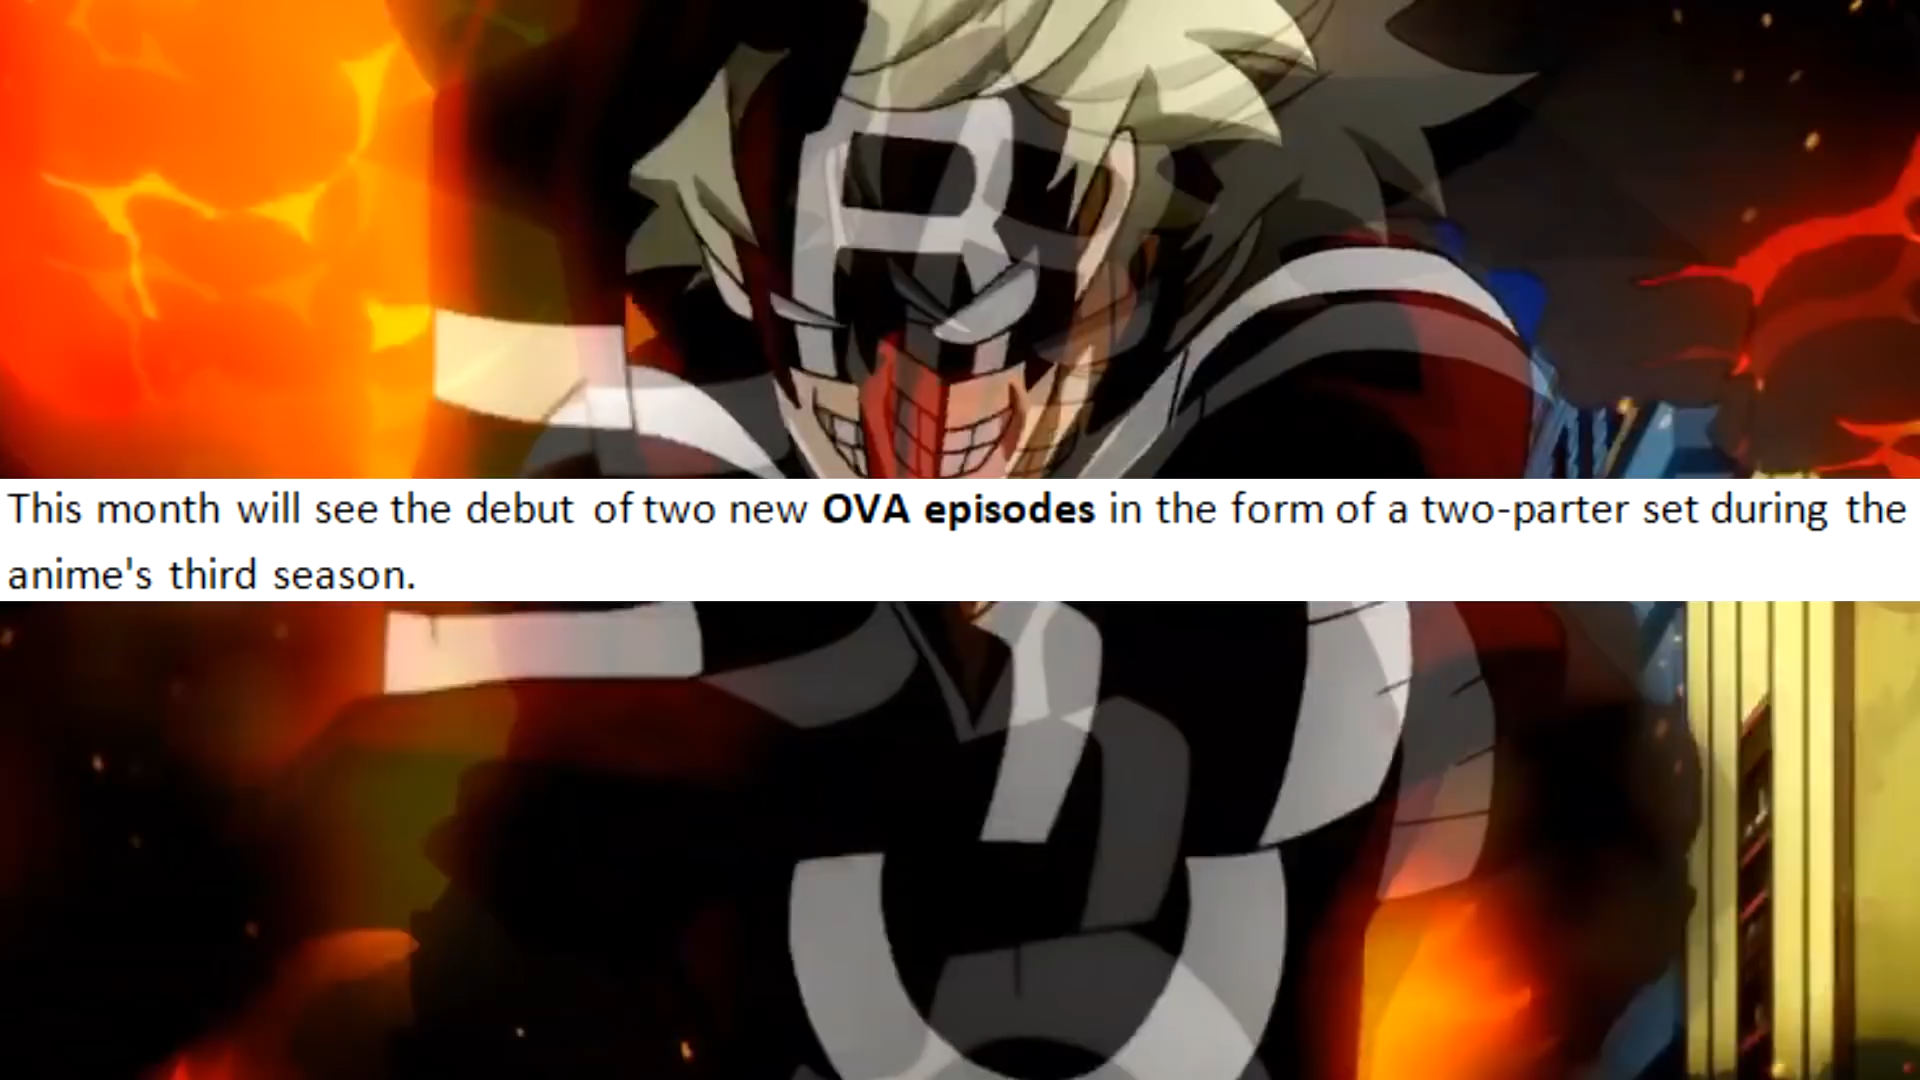 This month will see the debut of two new OVA episodes in the form of a two-parter set during the
anime's third season.